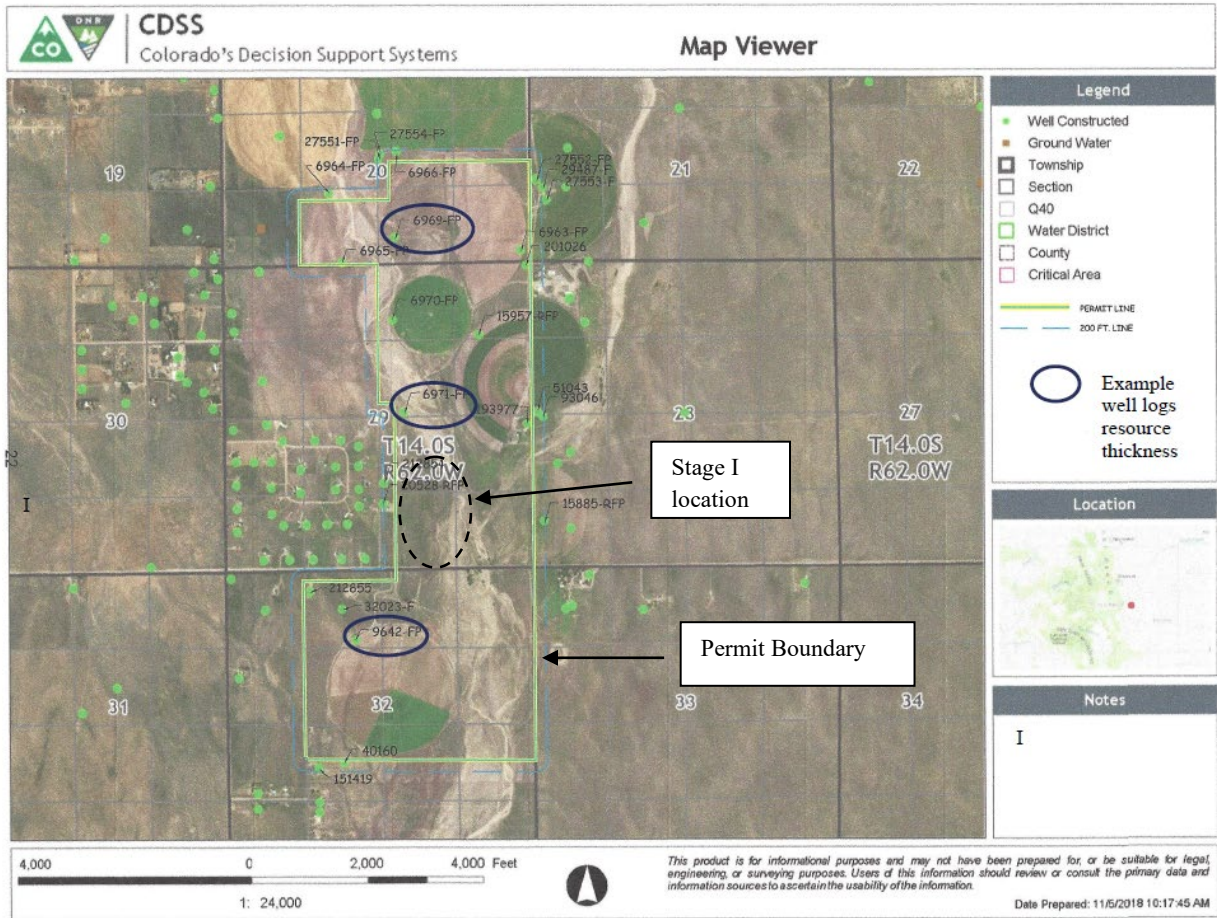 CO
DNR
CDSS
Colorado's Decision Support Systems
Map Viewer
27551-FP
27554-FP
6964-FP
6966-FP
27552-FP
29487-F
27553-F
19
20
21
22
6969-FP
6965-FP
6963-FP
201026
6970-FP
15957-RFP
6971-FP
51043
93046
193977
30
29
23
27
T14.0S
R62.0W
T14.0S
R62.0W
22
I
10528-RFP
15885-RFP
Stage I
location
212855
32023-F
9642-FP
Permit Boundary
31
32
33
34
40160
151419
Legend
Well Constructed
Ground Water
Township
Section
Q40
Water District
County
Critical Area
PERMIT LINE
200 FT. LINE
Example
well logs
resource
thickness
Location
Notes
I
4,000 0 2,000 4,000 Feet
1: 24,000
This product is for informational purposes and may not have been prepared for, or be suitable for legal,
engineering, or surveying purposes. Users of this information should review or consult the primary data and
information sources to ascertain the usability of the information.
Date Prepared: 11/5/2018 10:17:45 AM